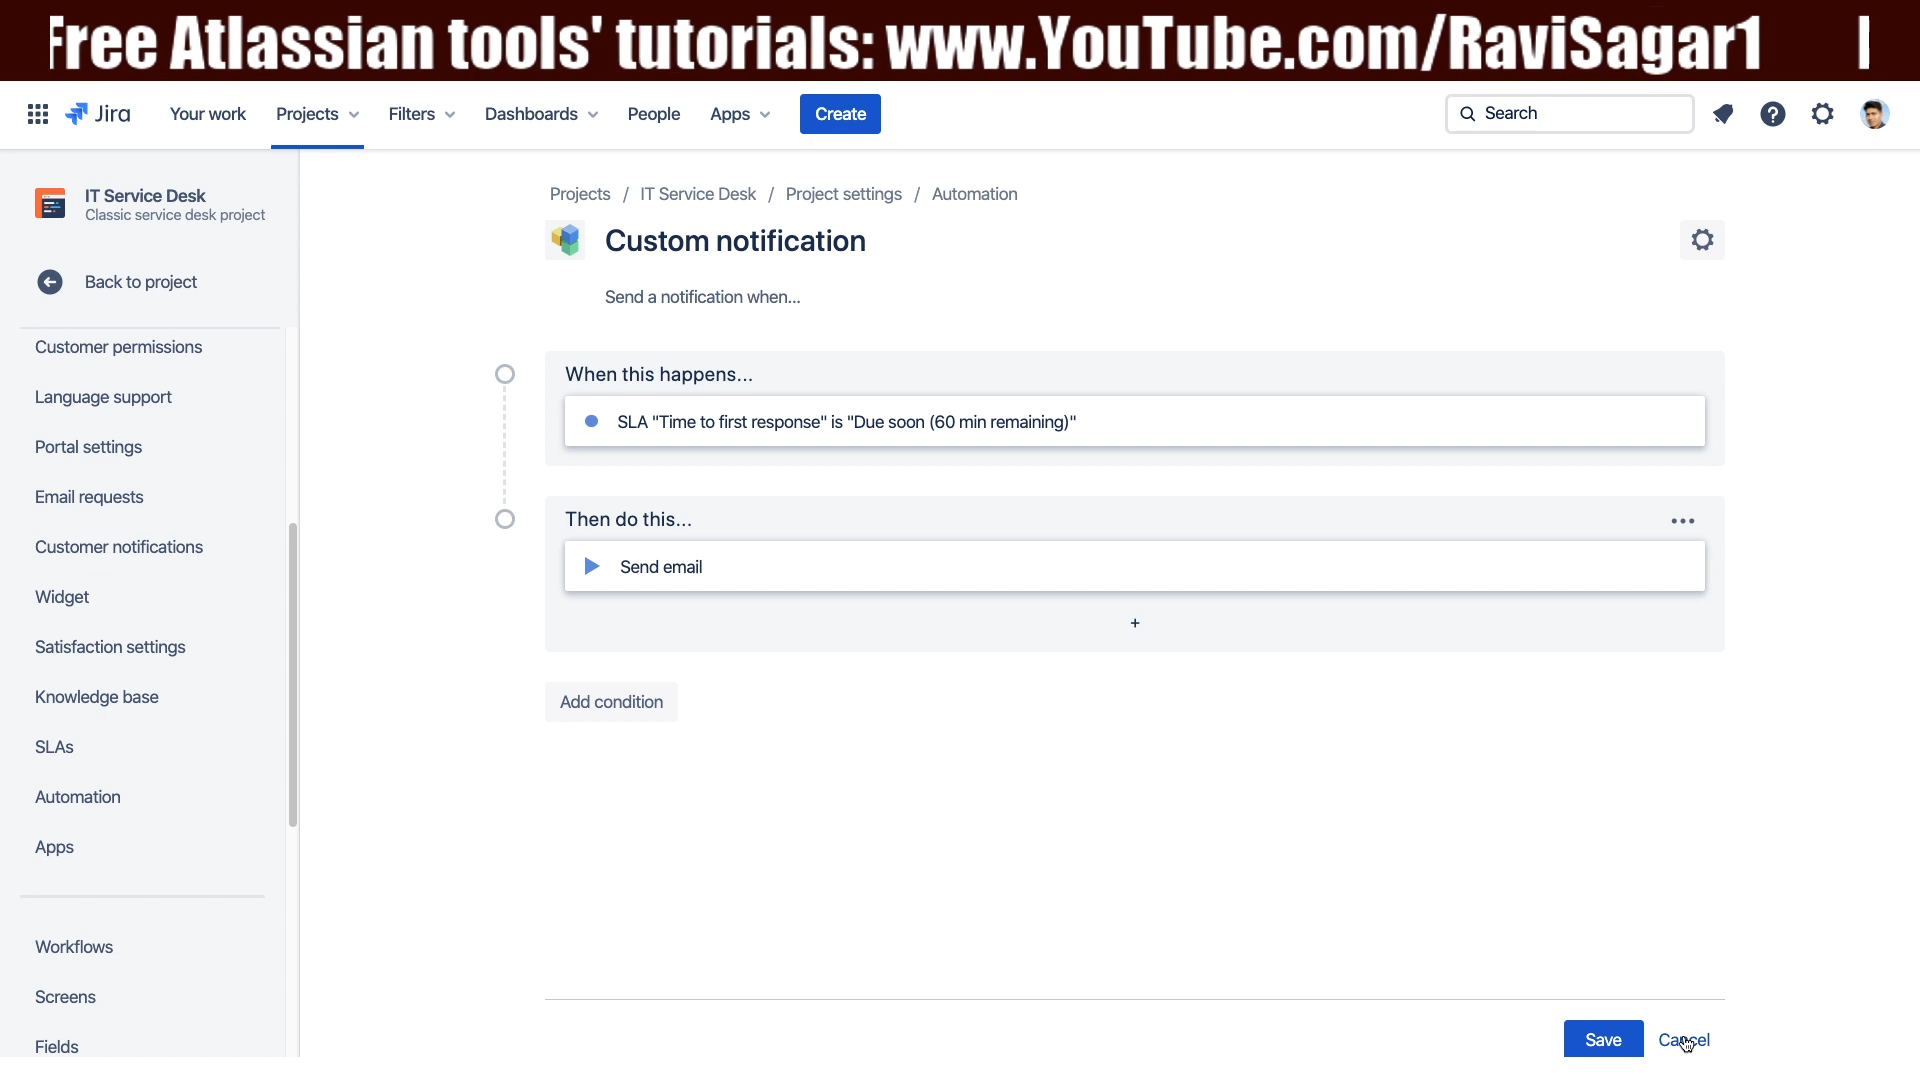 Free Atlassian tools' tutorials: www.YouTube.com/RaviSagar1
Jira
Your work
Projects
Filters
Dashboards
People
Apps
Create
Search
IT Service Desk
Classic service desk project
Back to project
Customer permissions
Language support
Portal settings
Email requests
Customer notifications
Widget
Satisfaction settings
Knowledge base
SLAs
Automation
Apps
Workflows
Screens
Fields
Projects / IT Service Desk / Project settings / Automation
Custom notification
Send a notification when...
When this happens...
SLA "Time to first response" is "Due soon (60 min remaining)"
Then do this...
Send email
+
Add condition
Save
Cancel